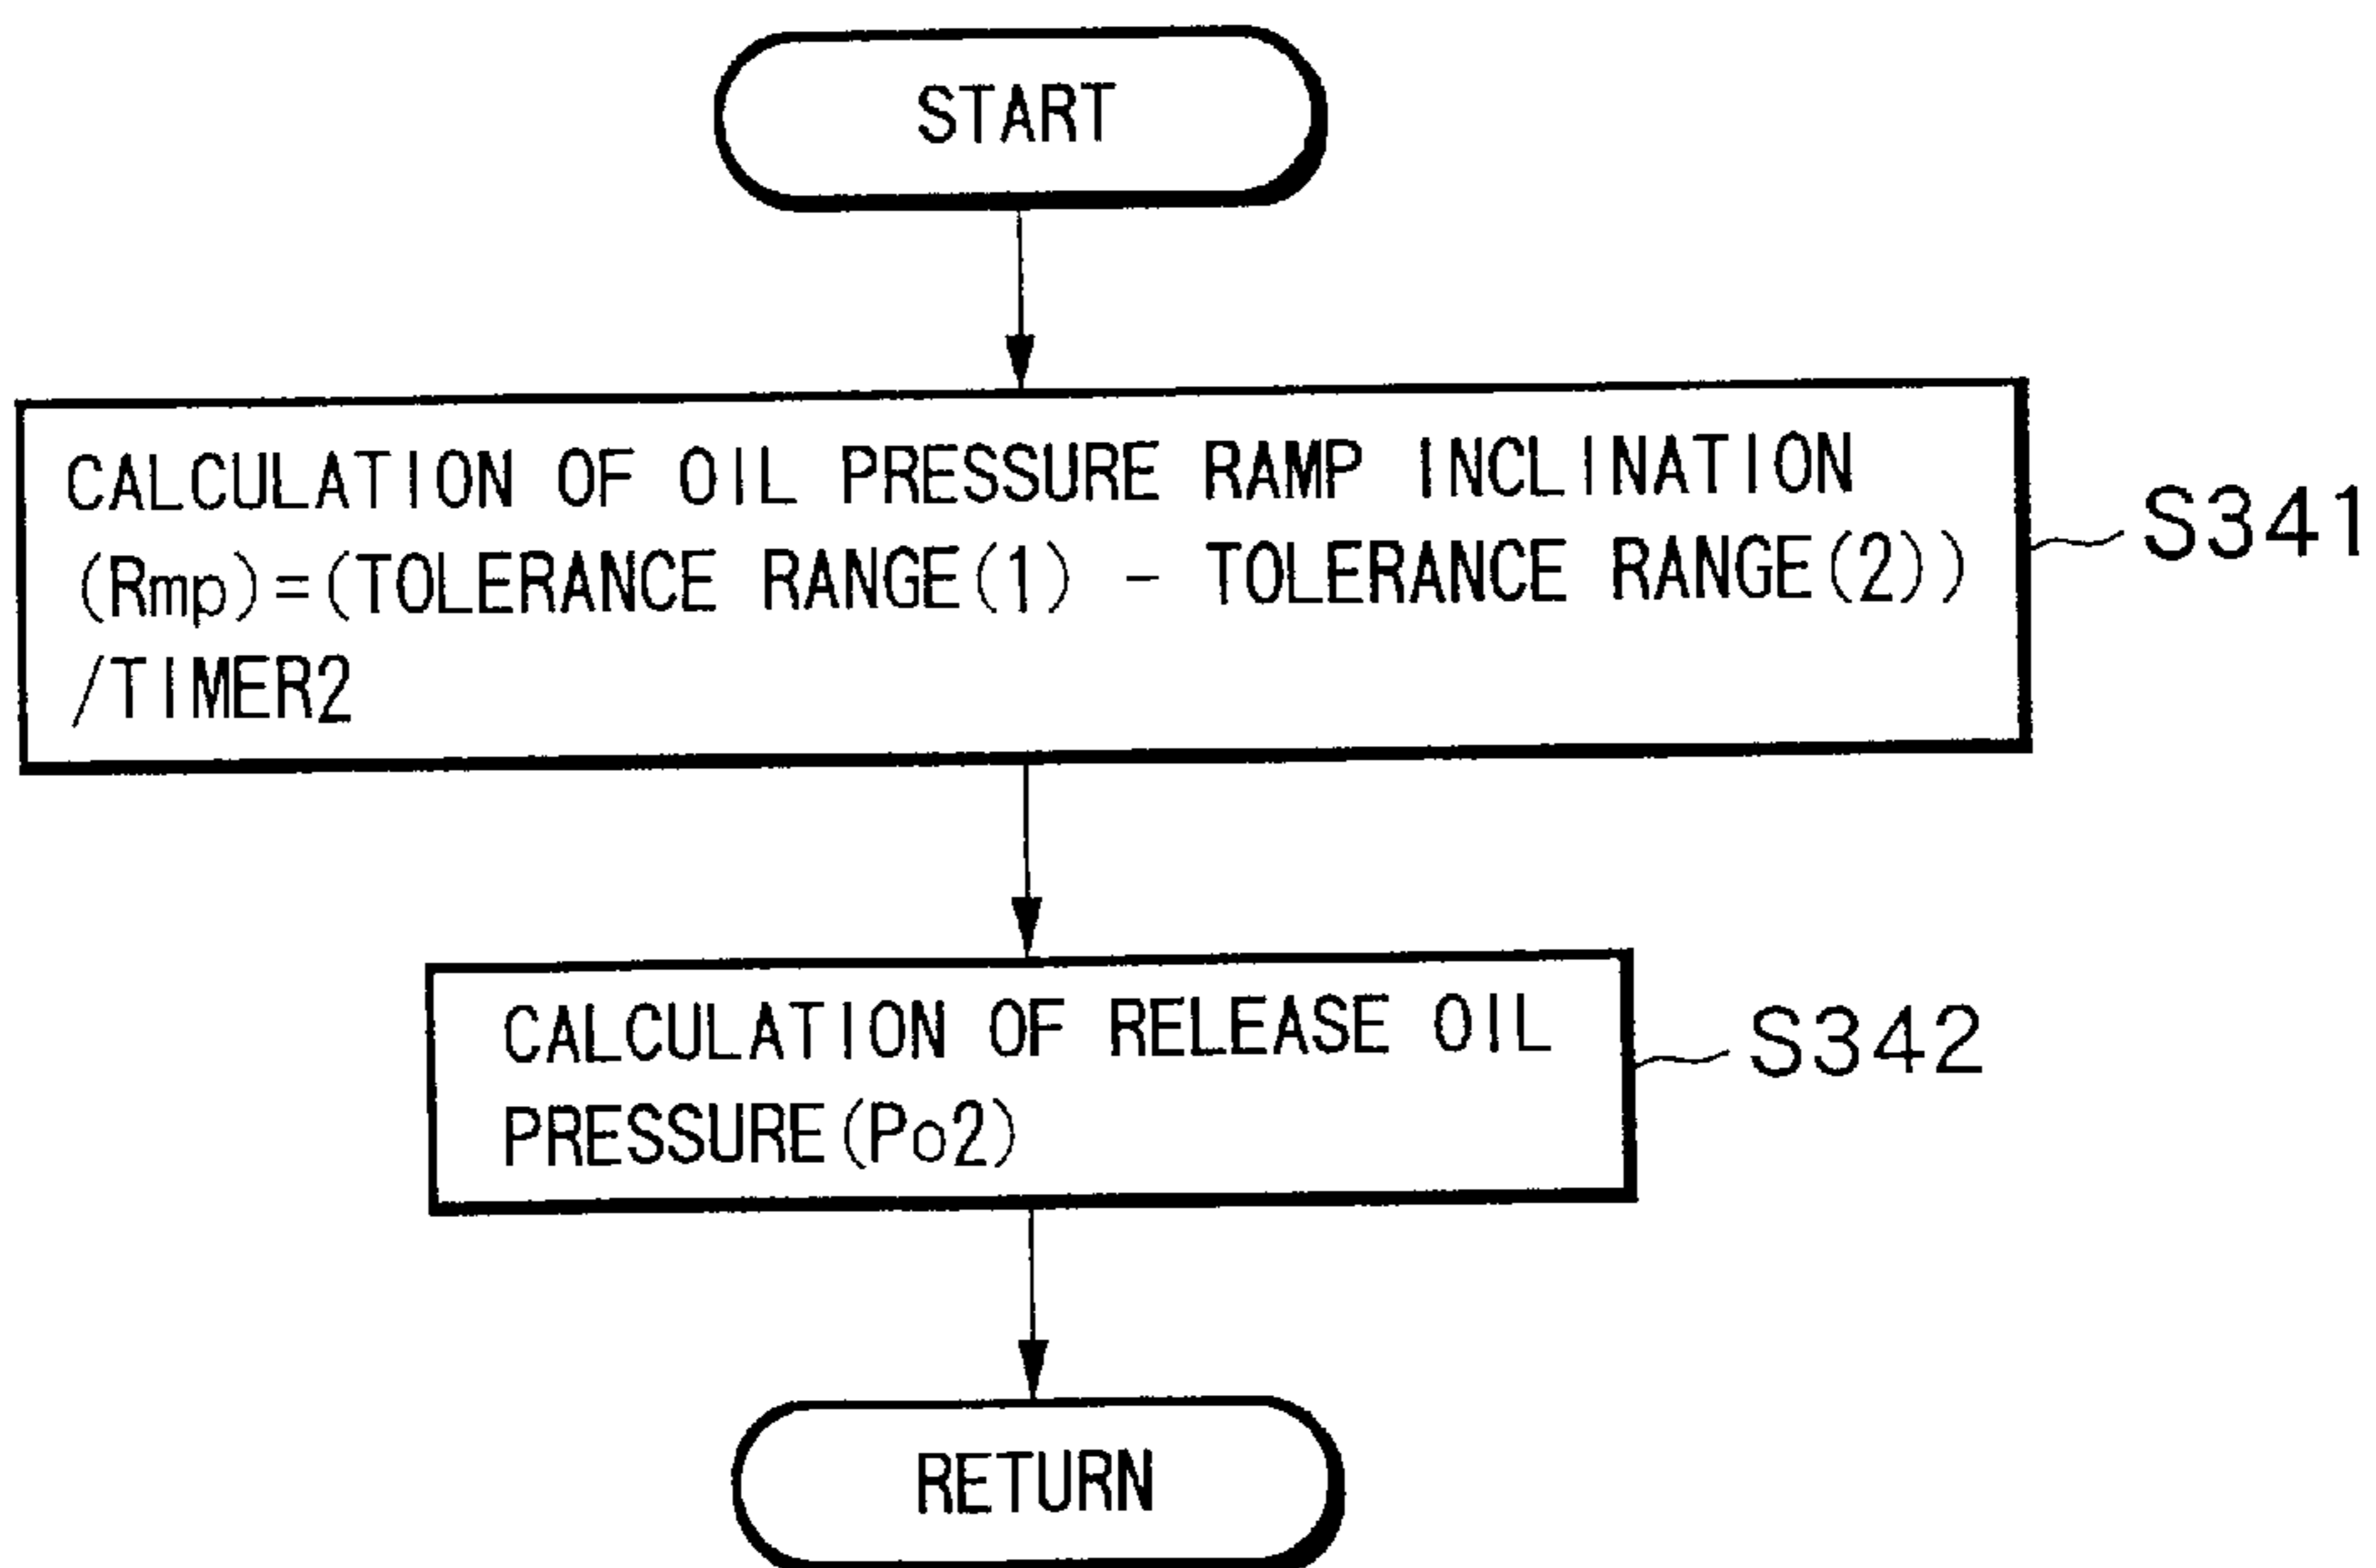 START
CALCULATION OF OIL PRESSURE RAMP INCLINATION
(Rmp)=(TOLERANCE RANGE(1) - TOLERANCE RANGE(2))
/TIMER2
S341
CALCULATION OF RELEASE OIL
PRESSURE(Po2)
S342
RETURN